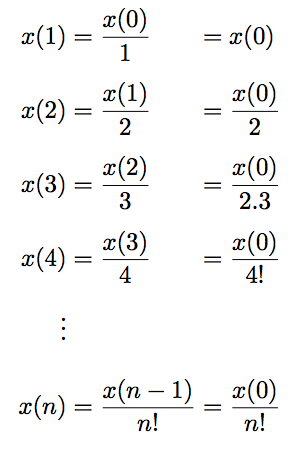 x(1) = x(0)/1 = x(0)
x(2) = x(1)/2 = x(0)/2
x(3) = x(2)/3 = x(0)/2.3
x(4) = x(3)/4 = x(0)/4!
⋮
x(n) = x(n − 1)/n! = x(0)/n!